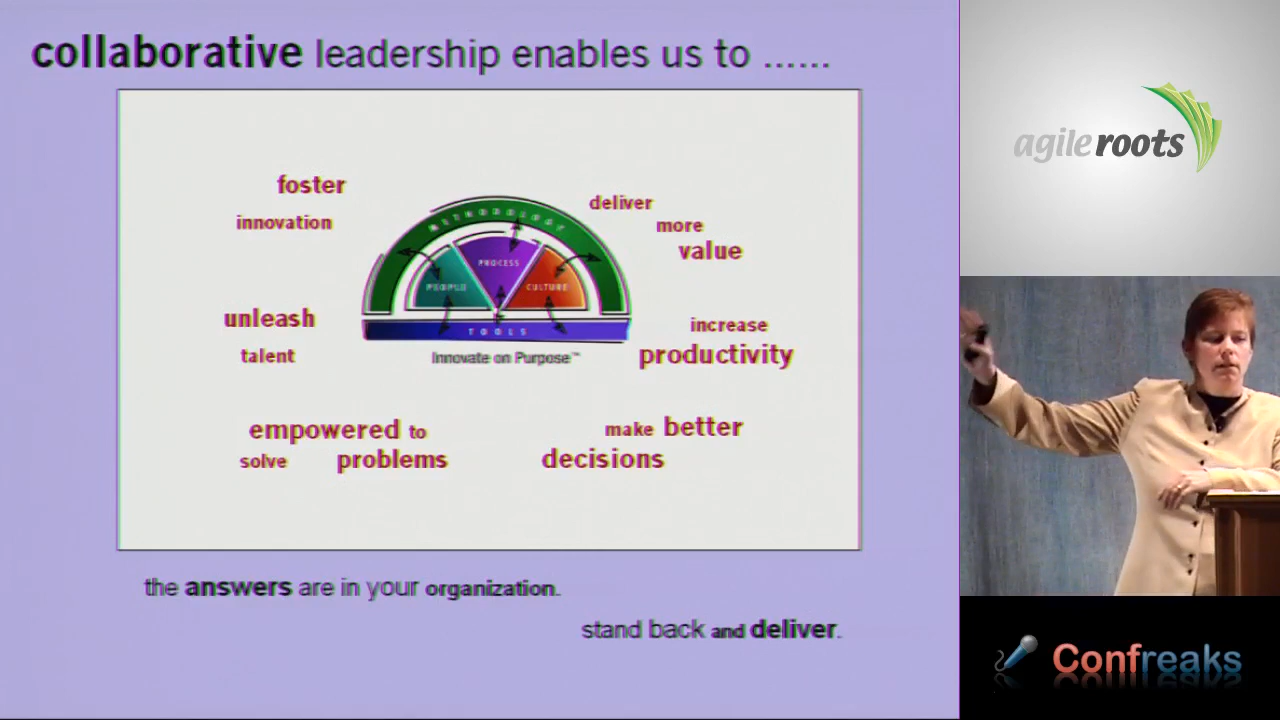 collaborative leadership enables us to ......
foster
innovation
deliver
more
value
METHODOLOGY
PROCESS
PEOPLE
CULTURE
TOOLS
Innovate on Purpose™
unleash
talent
increase
productivity
empowered to
solve problems
make better
decisions
the answers are in your organization.
stand back and deliver.
agile roots
Confreaks